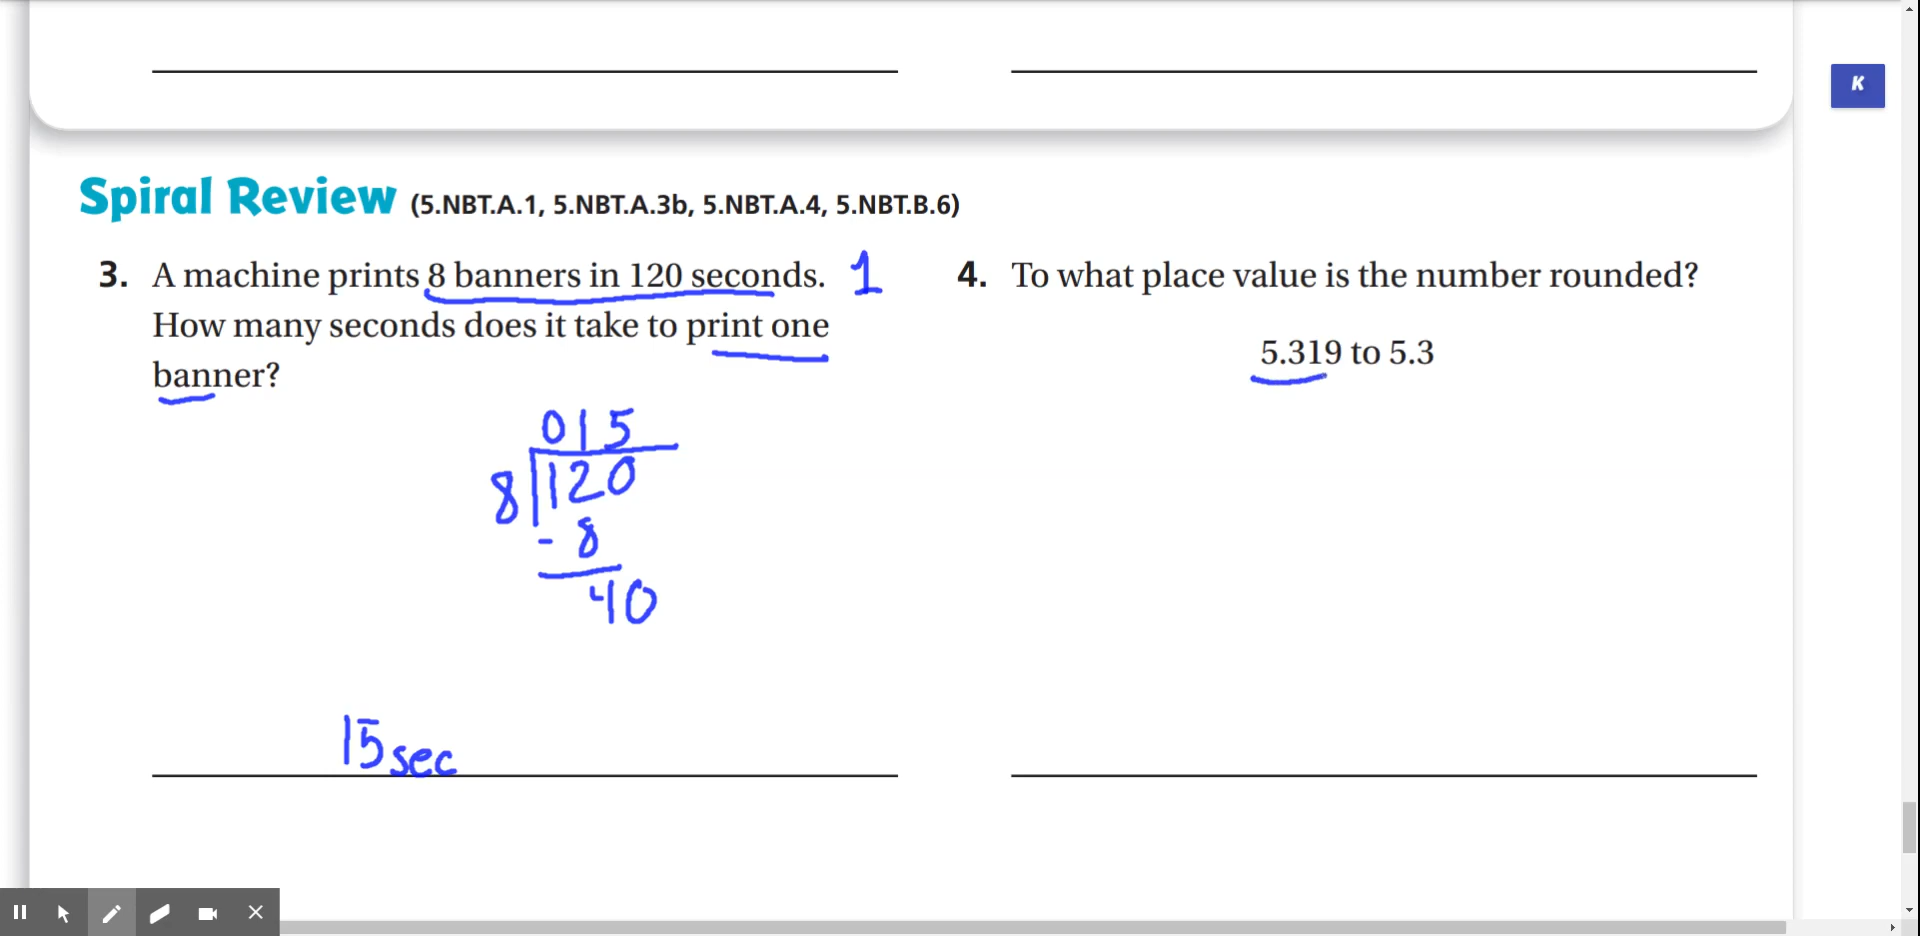 K
Spiral Review (5.NBT.A.1, 5.NBT.A.3b, 5.NBT.A.4, 5.NBT.B.6)
3. A machine prints 8 banners in 120 seconds. 1
How many seconds does it take to print one
banner?
015
8 120
- 8
40
15 sec
4. To what place value is the number rounded?
5.319 to 5.3